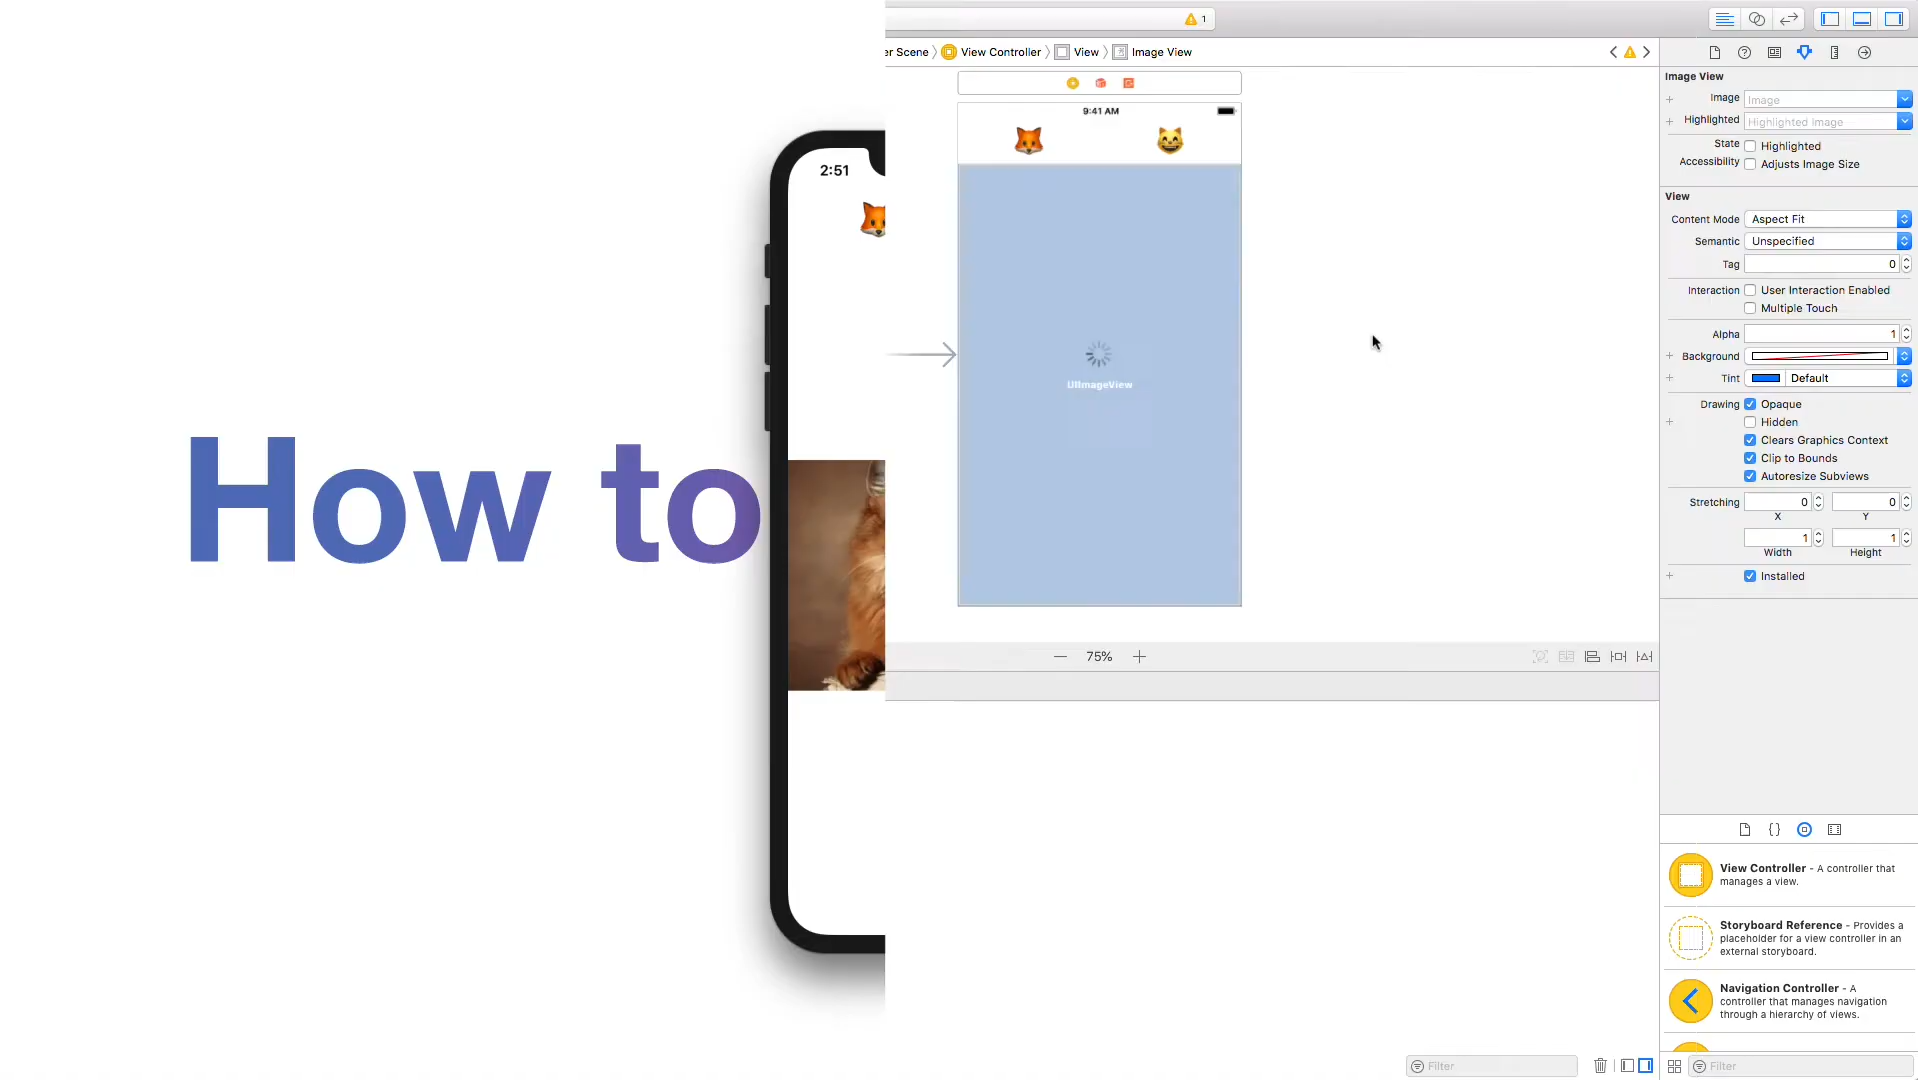 How to
2:51
1
er Scene
View Controller
View
Image View
9:41 AM
UIImageView
75%
Filter
Image View
Image
Image
Highlighted
Highlighted Image
State
Highlighted
Accessibility
Adjusts Image Size
View
Content Mode
Aspect Fit
Semantic
Unspecified
Tag
0
Interaction
User Interaction Enabled
Multiple Touch
Alpha
1
Background
Tint
Default
Drawing
Opaque
Hidden
Clears Graphics Context
Clip to Bounds
Autoresize Subviews
Stretching
0
0
X
Y
1
1
Width
Height
Installed
View Controller - A controller that
manages a view.
Storyboard Reference - Provides a
placeholder for a view controller in an
external storyboard.
Navigation Controller - A
controller that manages navigation
through a hierarchy of views.
Filter